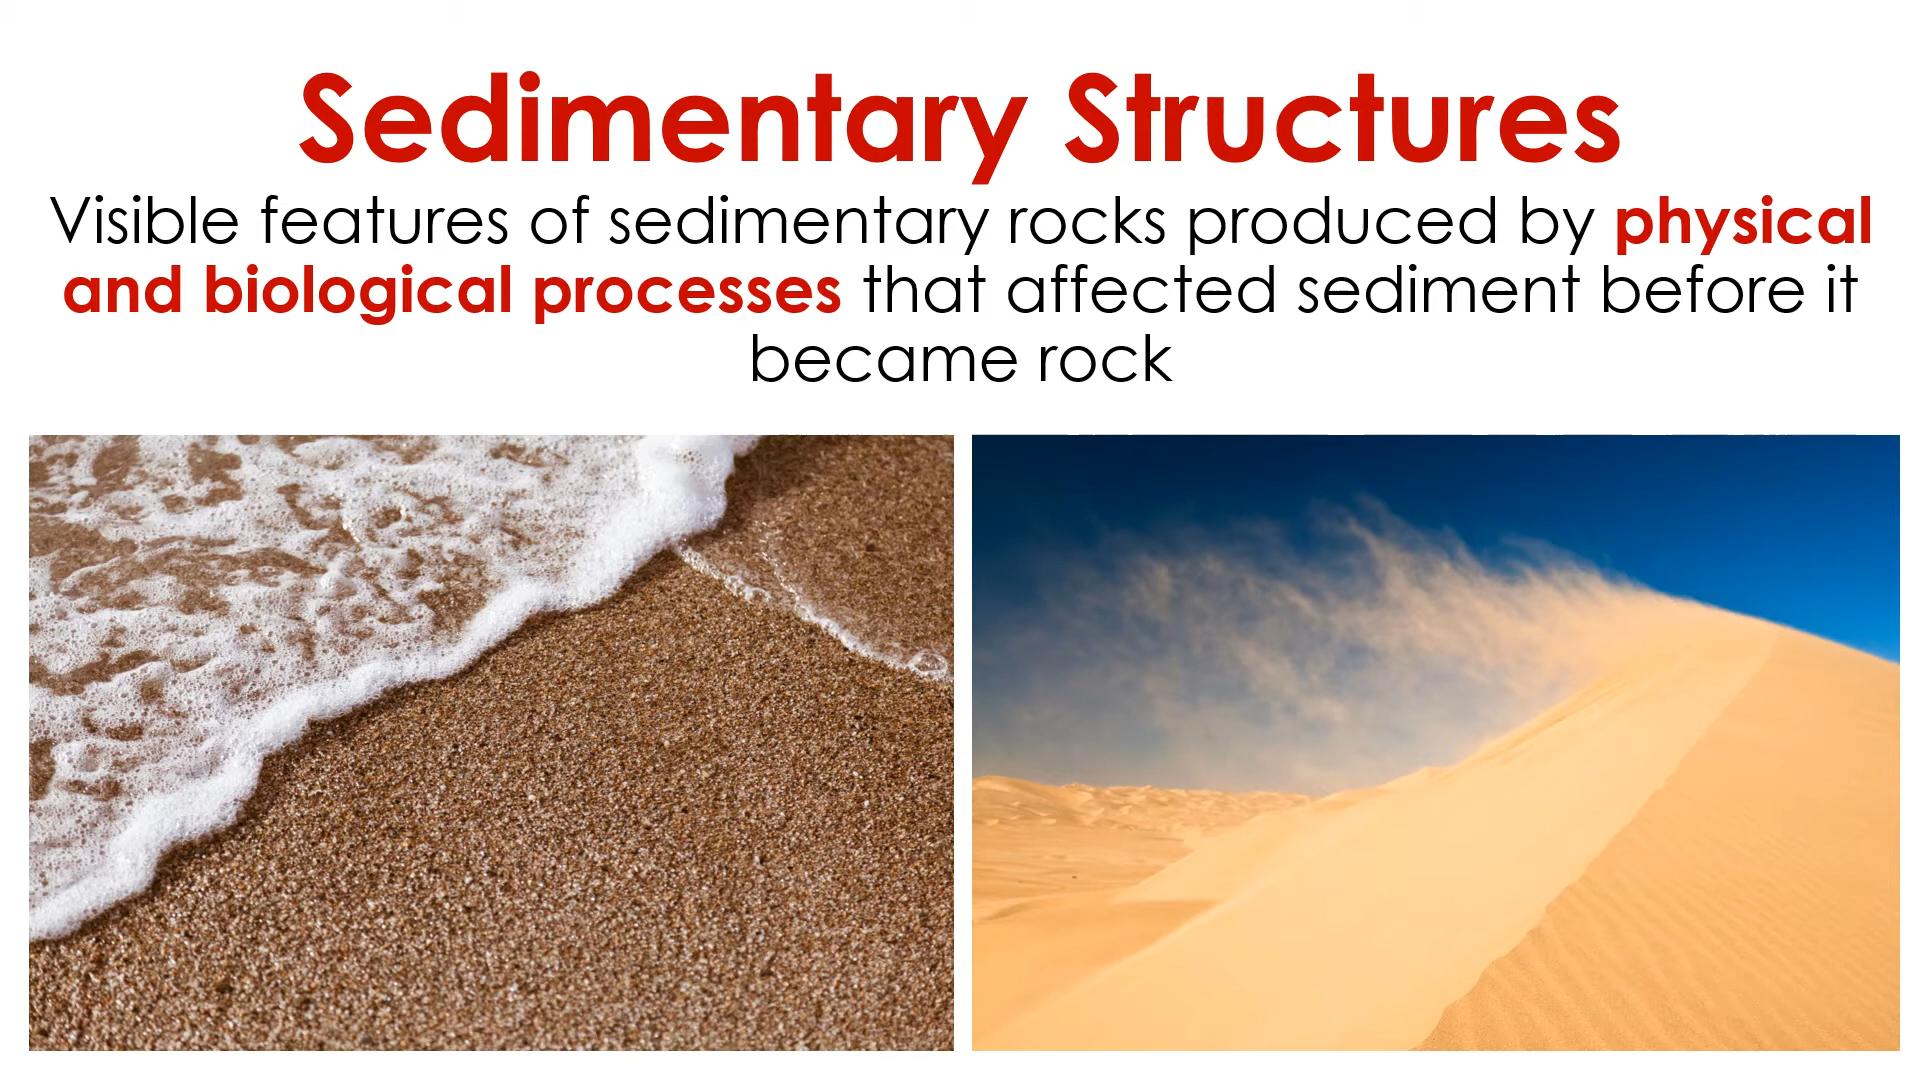 Sedimentary Structures
Visible features of sedimentary rocks produced by physical
and biological processes that affected sediment before it
became rock